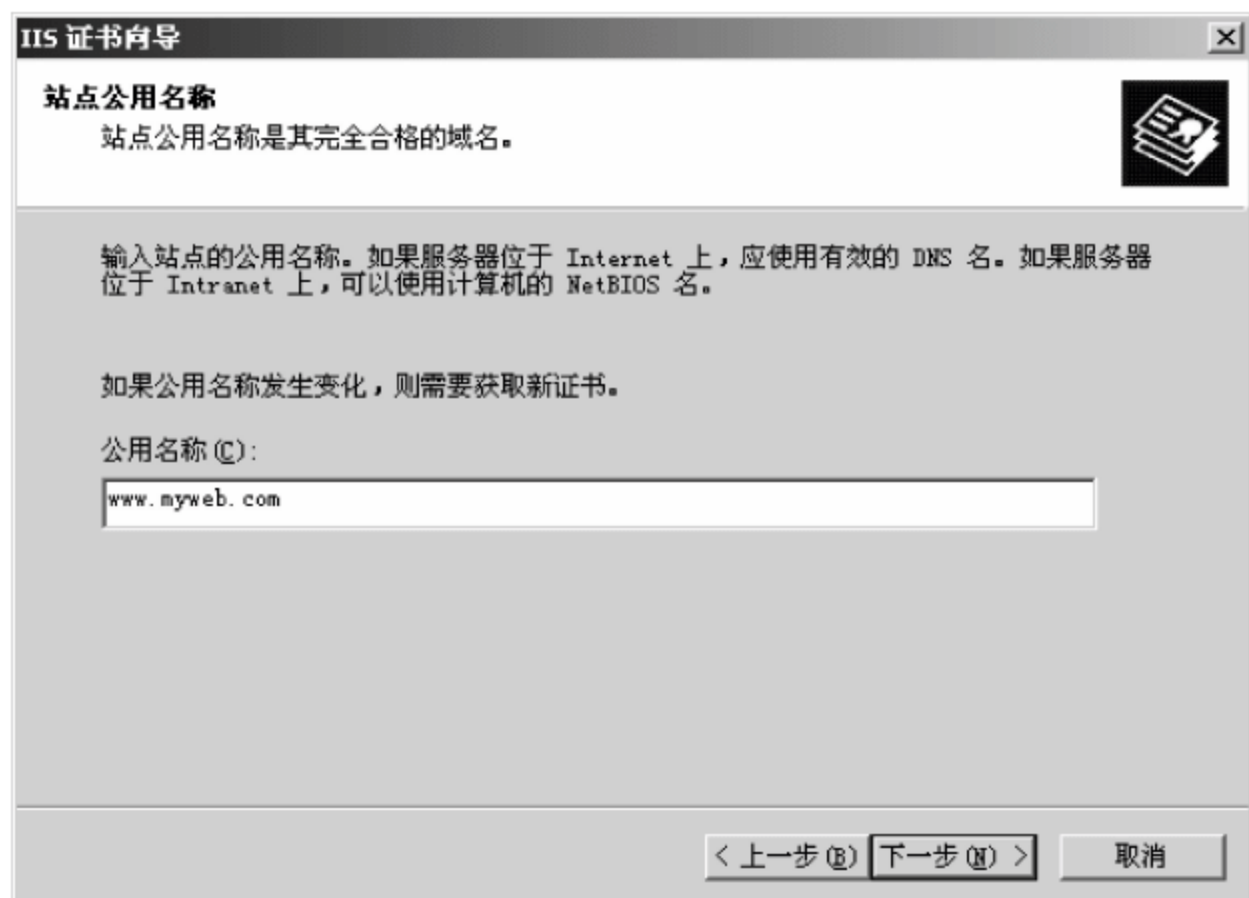 IIS 证书向导
站点公用名称
站点公用名称是其完全合格的域名。
输入站点的公用名称。如果服务器位于 Internet 上，应使用有效的 DNS 名。如果服务器
位于 Intranet 上，可以使用计算机的 NetBIOS 名。
如果公用名称发生变化，则需要获取新证书。
公用名称(C):
www.myweb.com
< 上一步(B) 下一步(N) > 取消